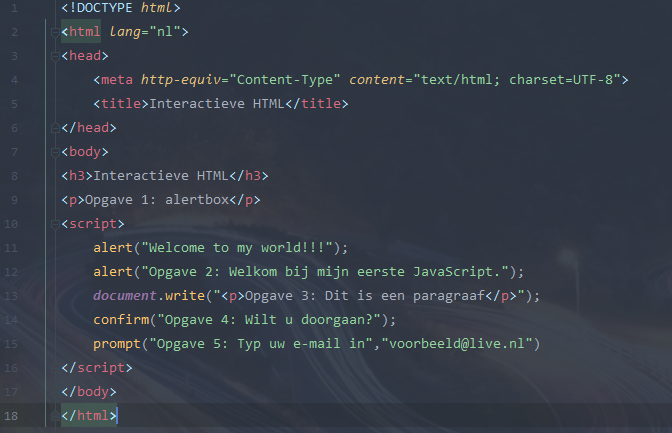 1 <!DOCTYPE html>
2 <html lang="nl">
3 <head>
4 <meta http-equiv="Content-Type" content="text/html; charset=UTF-8">
5 <title>Interactieve HTML</title>
6 </head>
7 <body>
8 <h3>Interactieve HTML</h3>
9 <p>Opgave 1: alertbox</p>
10 <script>
11 alert("Welcome to my world!!!");
12 alert("Opgave 2: Welkom bij mijn eerste JavaScript.");
13 document.write("<p>Opgave 3: Dit is een paragraaf</p>");
14 confirm("Opgave 4: Wilt u doorgaan?");
15 prompt("Opgave 5: Typ uw e-mail in","voorbeeld@live.nl")
16 </script>
17 </body>
18 </html>